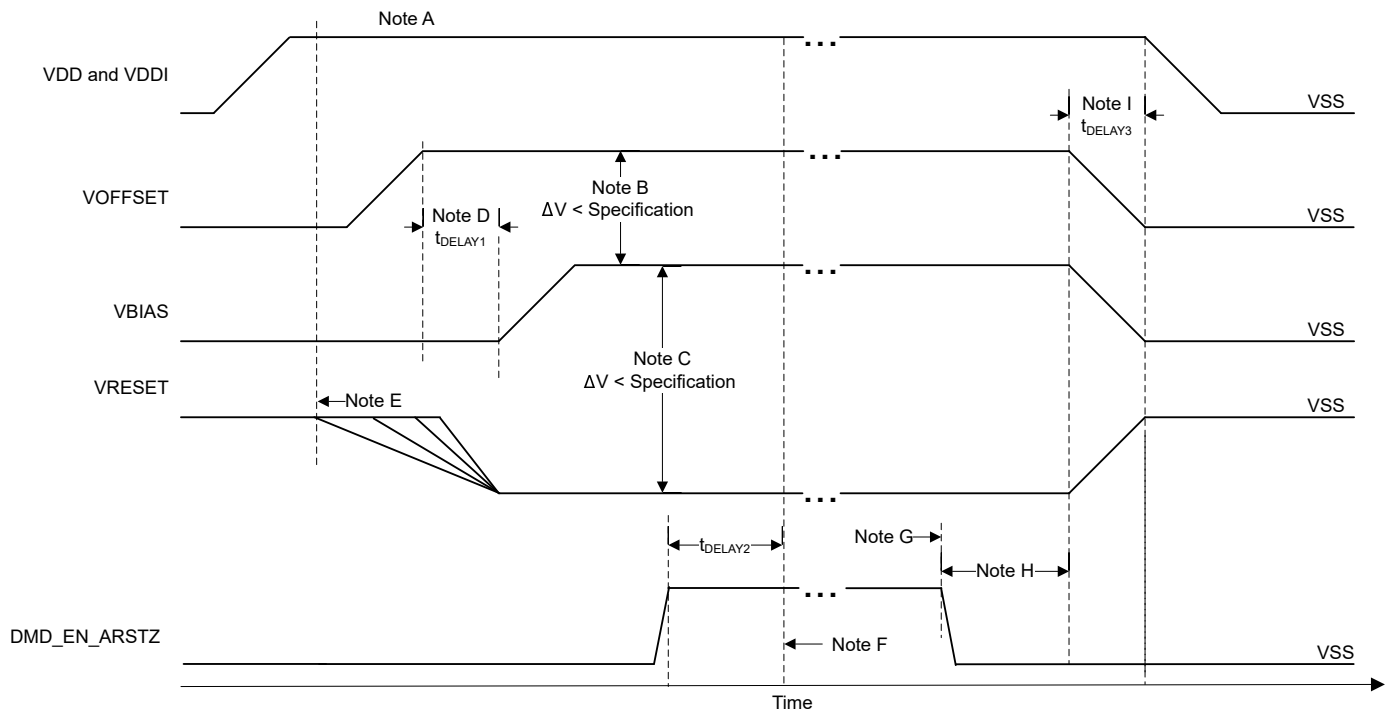 Note A
VDD and VDDI
VSS
Note I
tDELAY3
VOFFSET
Note B
ΔV < Specification
Note D
tDELAY1
VSS
VBIAS
VSS
Note C
ΔV < Specification
VRESET
Note E
VSS
tDELAY2
Note G
Note H
DMD_EN_ARSTZ
Note F
VSS
Time